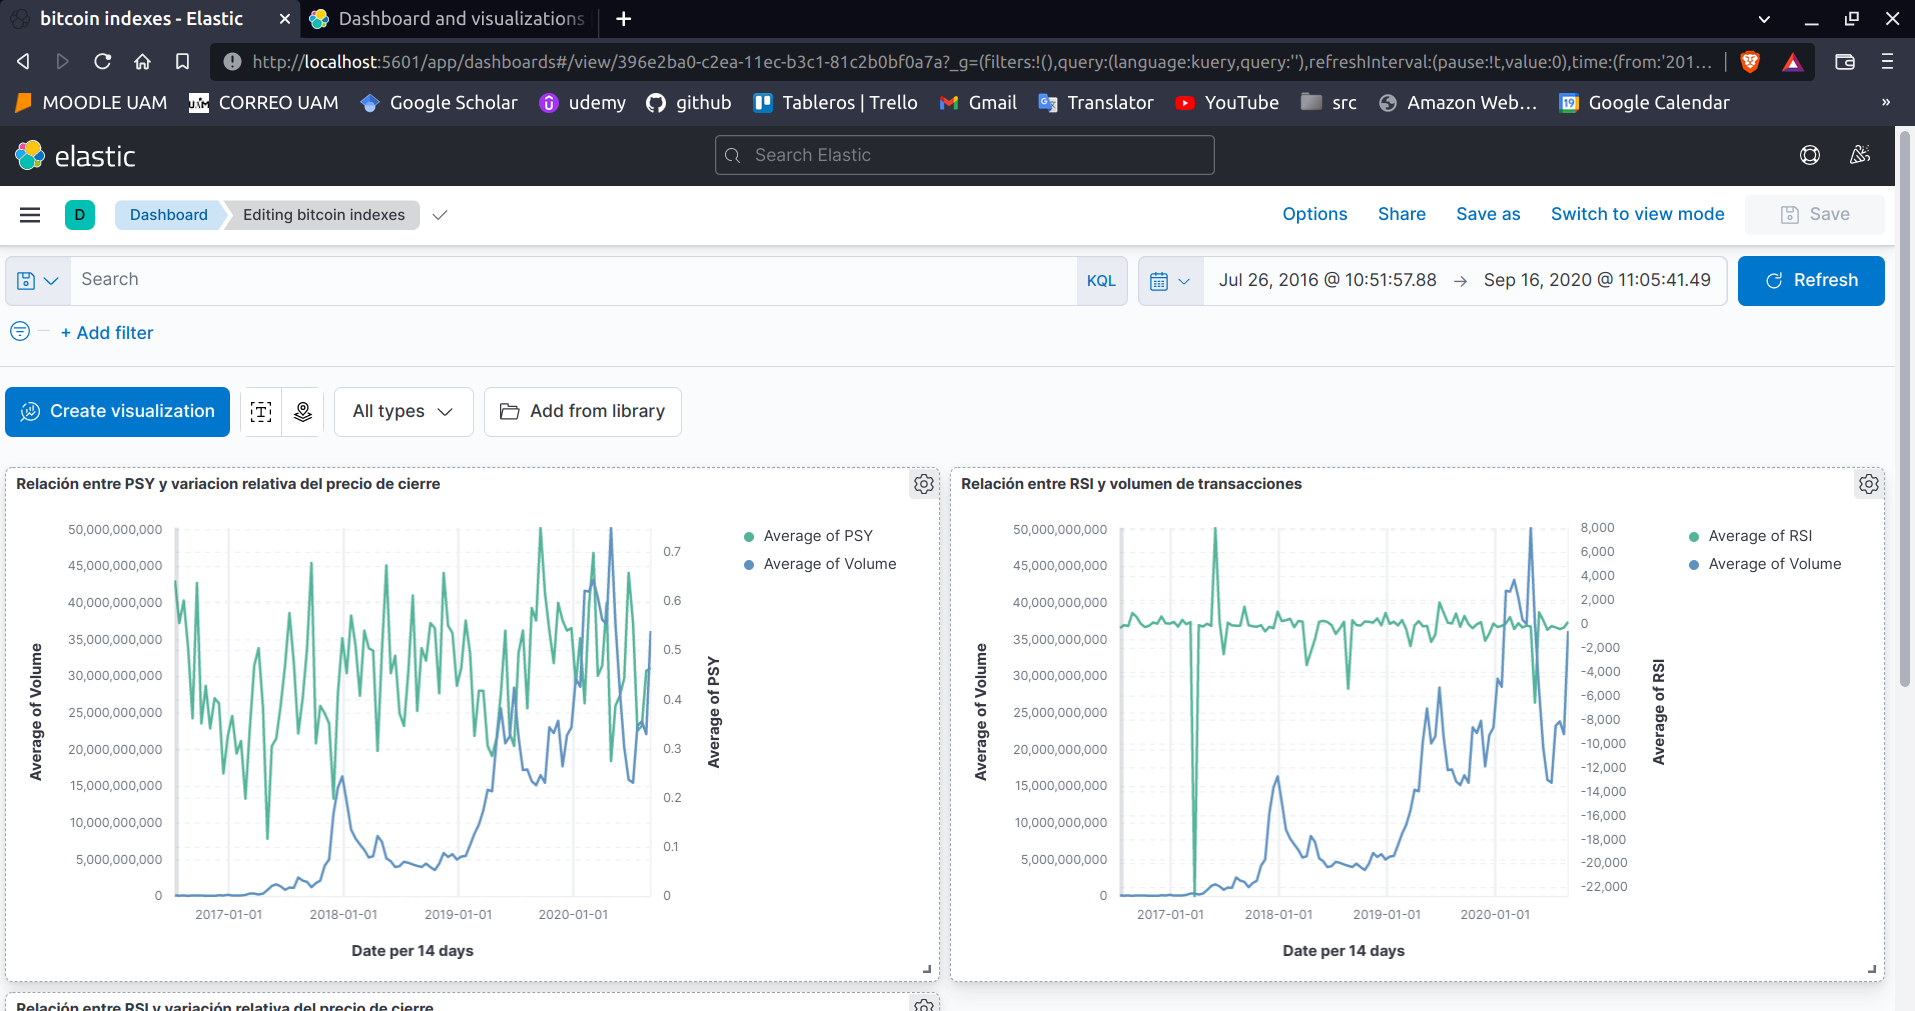 bitcoin indexes - Elastic
Dashboard and visualizations
http://localhost:5601/app/dashboards#/view/396e2ba0-c2ea-11ec-b3c1-81c2b0bf0a7a?_g=(filters:!(),query:(language:kuery,query:''),refreshInterval:(pause:!t,value:0),time:(from:'201...
MOODLE UAM CORREO UAM Google Scholar udemy github Tableros | Trello Gmail Translator YouTube src Amazon Web... Google Calendar »
elastic
Search Elastic
D Dashboard Editing bitcoin indexes Options Share Save as Switch to view mode Save
Search KQL Jul 26, 2016 @ 10:51:57.88 → Sep 16, 2020 @ 11:05:41.49 Refresh
+ Add filter
Create visualization All types Add from library
Relación entre PSY y variacion relativa del precio de cierre
50,000,000,000
45,000,000,000
40,000,000,000
35,000,000,000
30,000,000,000
25,000,000,000
20,000,000,000
15,000,000,000
10,000,000,000
5,000,000,000
0
Average of Volume
0.7
0.6
0.5
0.4
0.3
0.2
0.1
0
Average of PSY
Average of PSY
Average of Volume
2017-01-01 2018-01-01 2019-01-01 2020-01-01
Date per 14 days
Relación entre RSI y volumen de transacciones
50,000,000,000
45,000,000,000
40,000,000,000
35,000,000,000
30,000,000,000
25,000,000,000
20,000,000,000
15,000,000,000
10,000,000,000
5,000,000,000
0
Average of Volume
8,000
6,000
4,000
2,000
0
-2,000
-4,000
-6,000
-8,000
-10,000
-12,000
-14,000
-16,000
-18,000
-20,000
-22,000
Average of RSI
Average of RSI
Average of Volume
2017-01-01 2018-01-01 2019-01-01 2020-01-01
Date per 14 days
Relación entre RSI y variación relativa del precio de cierre